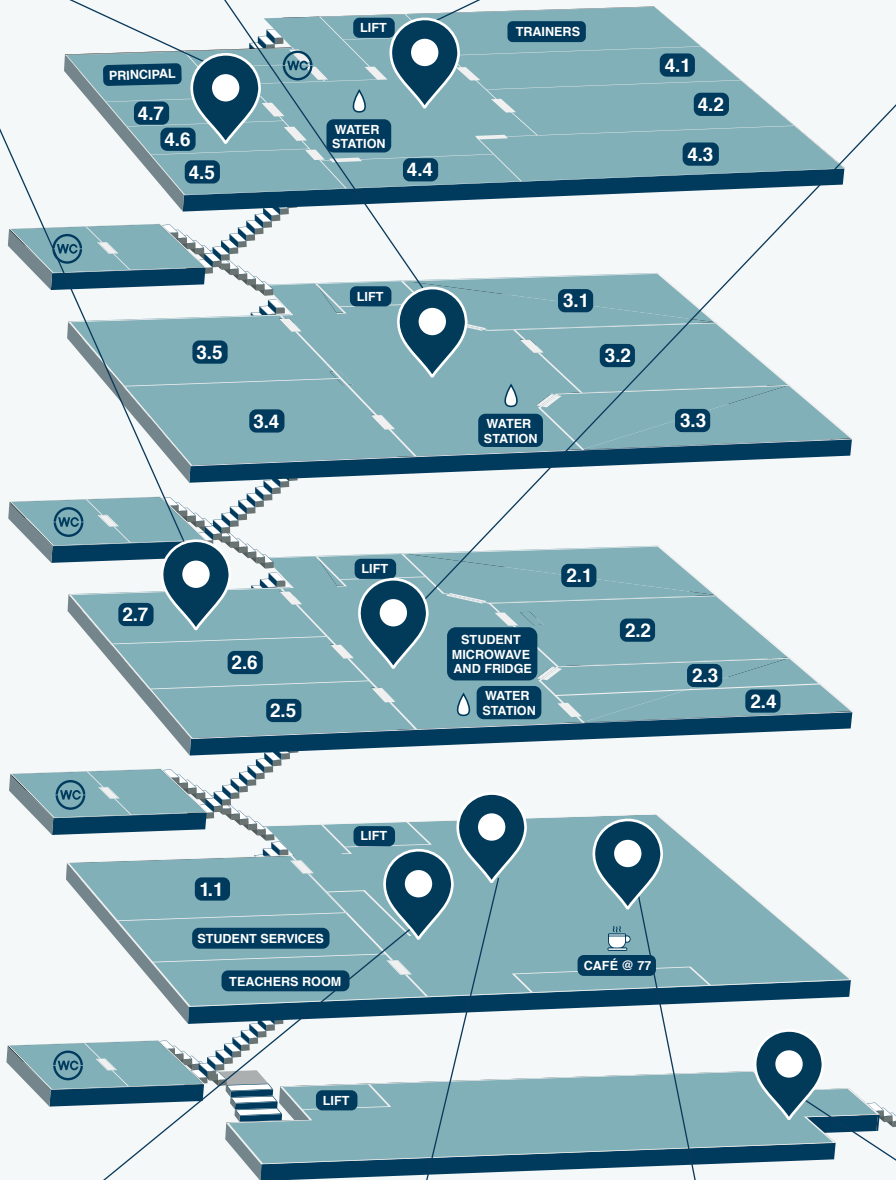 LIFT
TRAINERS
WC
4.1
PRINCIPAL
4.7
4.2
4.6
WATER
STATION
4.3
4.5
4.4
WC
LIFT
3.1
3.5
3.2
3.4
WATER
STATION
3.3
WC
LIFT
2.1
2.7
STUDENT
MICROWAVE
AND FRIDGE
2.2
2.6
2.3
2.5
WATER
STATION
2.4
WC
LIFT
1.1
STUDENT SERVICES
CAFÉ @ 77
TEACHERS ROOM
WC
LIFT